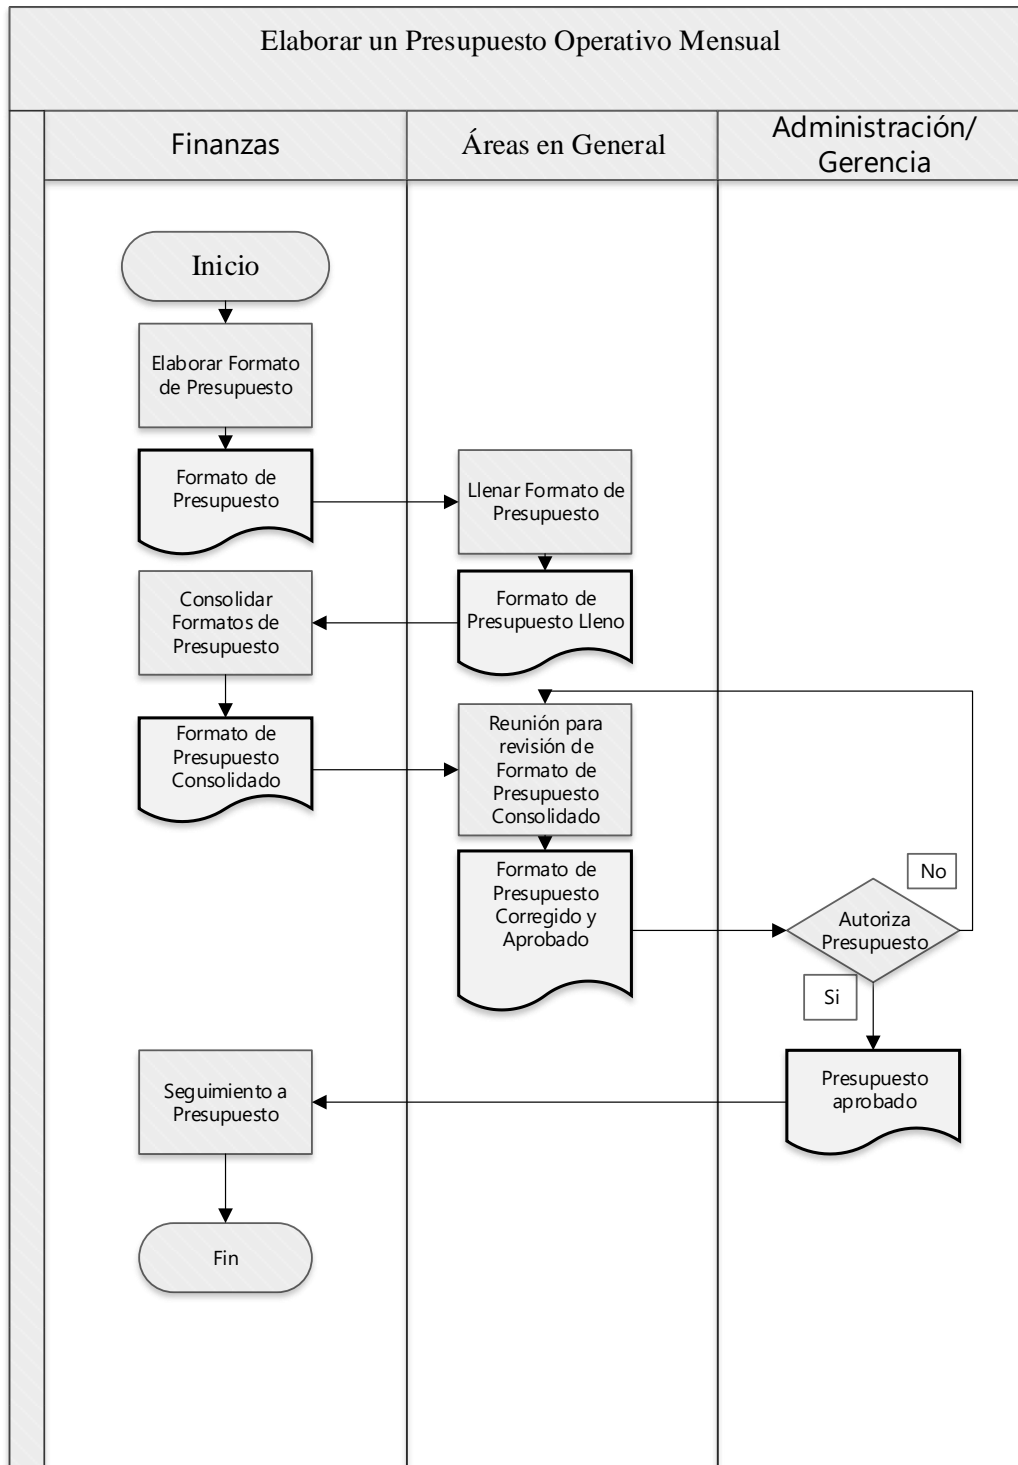 Elaborar un Presupuesto Operativo Mensual
Finanzas
Áreas en General
Administración/
Gerencia
Inicio
Elaborar Formato
de Presupuesto
Formato de
Presupuesto
Llenar Formato de
Presupuesto
Formato de
Presupuesto Lleno
Consolidar
Formatos de
Presupuesto
Formato de
Presupuesto
Consolidado
Reunión para
revisión de
Formato de
Presupuesto
Consolidado
Formato de
Presupuesto
Corregido y
Aprobado
Autoriza
Presupuesto
No
Si
Presupuesto
aprobado
Seguimiento a
Presupuesto
Fin